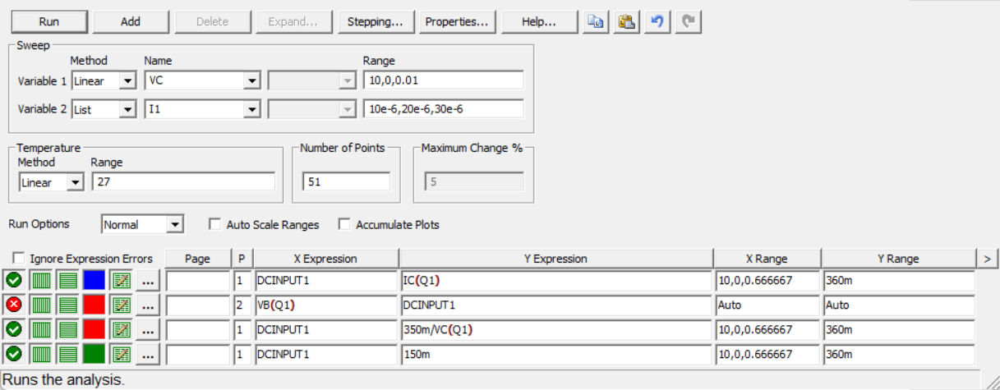 Run Add Delete Expand... Stepping... Properties... Help...
Sweep
Method Name Range
Variable 1 Linear VC 10,0,0.01
Variable 2 List I1 10e-6,20e-6,30e-6
Temperature Number of Points Maximum Change %
Method Range
Linear 27 51 5
Run Options Normal Auto Scale Ranges Accumulate Plots
Ignore Expression Errors Page P X Expression Y Expression X Range Y Range >
... 1 DCINPUT1 IC(Q1) 10,0,0.666667 360m
... 2 VB(Q1) DCINPUT1 Auto Auto
... 1 DCINPUT1 350m/VC(Q1) 10,0,0.666667 360m
... 1 DCINPUT1 150m 10,0,0.666667 360m
Runs the analysis.